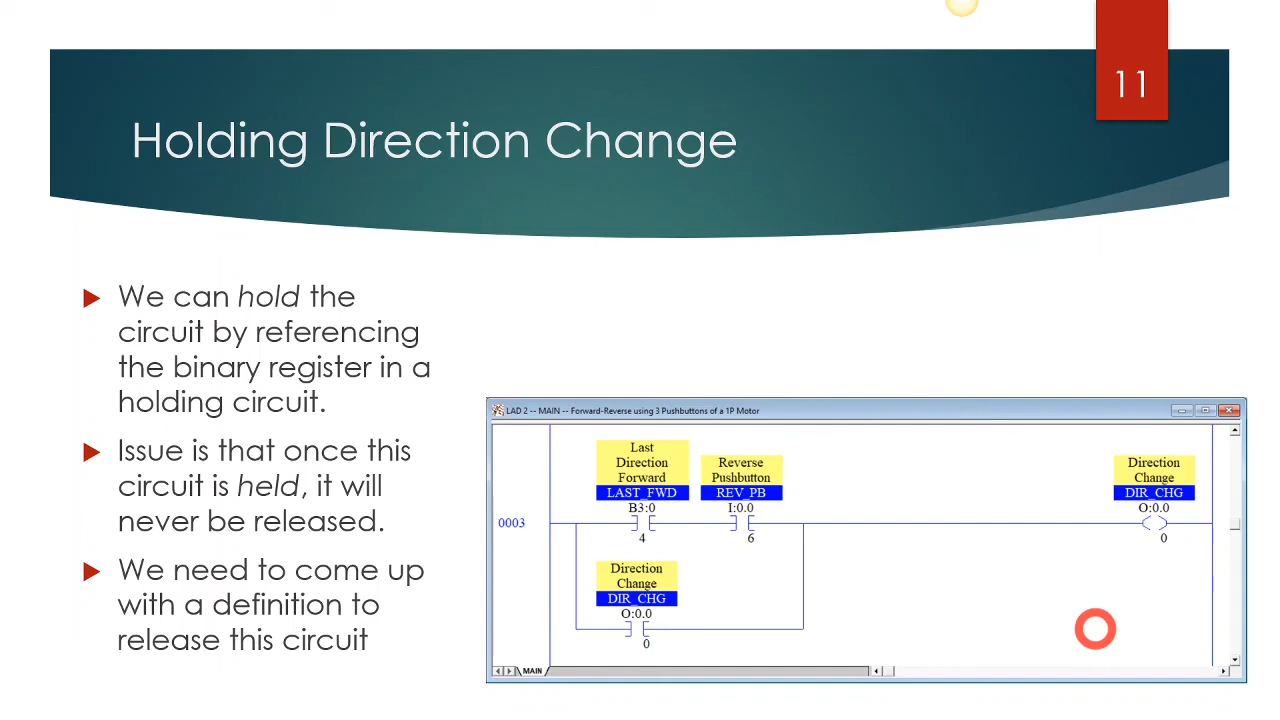 11
Holding Direction Change
We can hold the
circuit by referencing
the binary register in a
holding circuit.
Issue is that once this
circuit is held, it will
never be released.
We need to come up
with a definition to
release this circuit
LAD 2 -- MAIN -- Forward-Reverse using 3 Pushbuttons of a 1P Motor
Last
Direction
Forward
LAST_FWD
B3:0
4
Reverse
Pushbutton
REV_PB
I:0.0
6
Direction
Change
DIR_CHG
O:0.0
0
0003
Direction
Change
DIR_CHG
O:0.0
0
MAIN